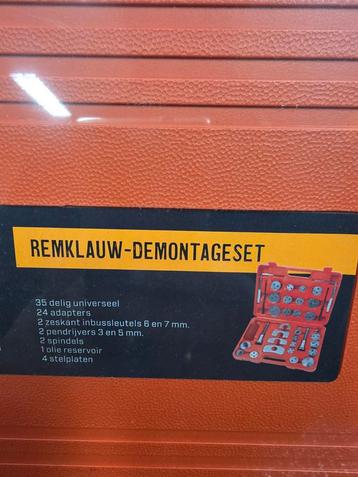 REMKLAUW-DEMONTAGESET
35 delig universeel
24 adapters
2 zeskant inbussleutels 6 en 7 mm.
2 pendrijvers 3 en 5 mm.
2 spindels
1 olie reservoir
4 stelplaten